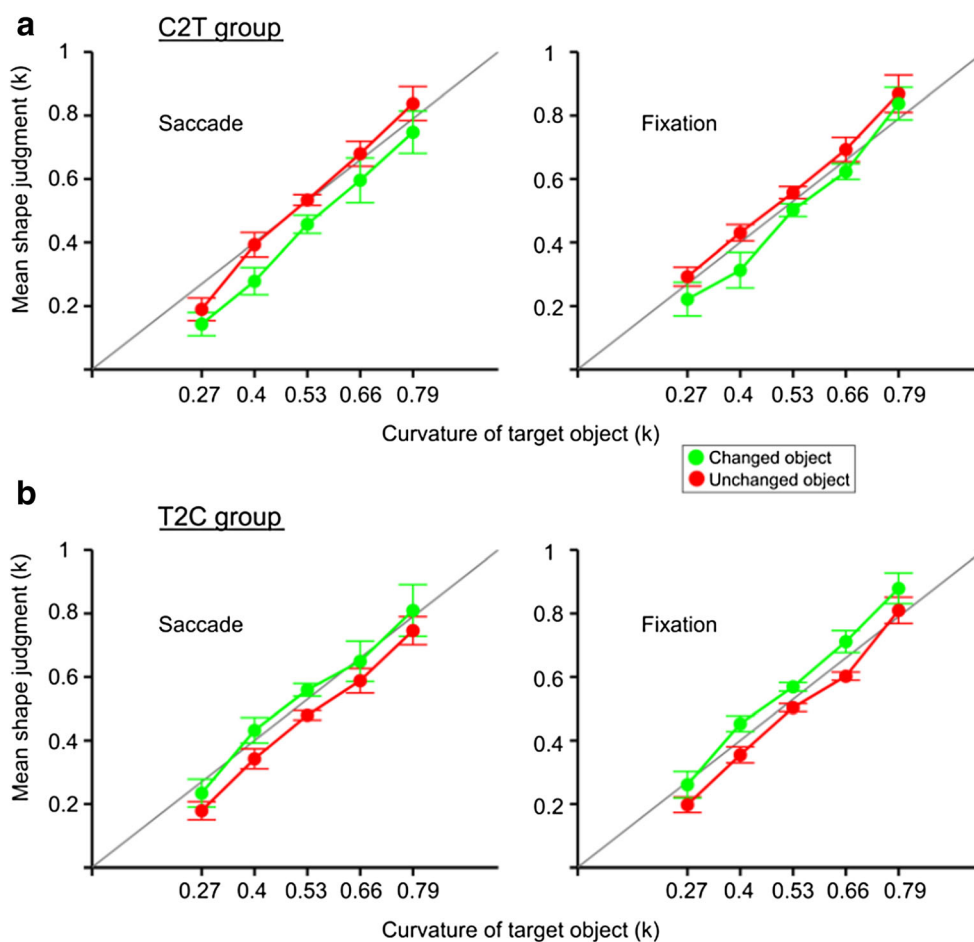 a
C2T group
Saccade
Fixation
Mean shape judgment (k)
1
0.8
0.6
0.4
0.2
0.27 0.4 0.53 0.66 0.79
1
0.8
0.6
0.4
0.2
0.27 0.4 0.53 0.66 0.79
Curvature of target object (k)
Changed object
Unchanged object
b
T2C group
Saccade
Fixation
Mean shape judgment (k)
1
0.8
0.6
0.4
0.2
0.27 0.4 0.53 0.66 0.79
1
0.8
0.6
0.4
0.2
0.27 0.4 0.53 0.66 0.79
Curvature of target object (k)